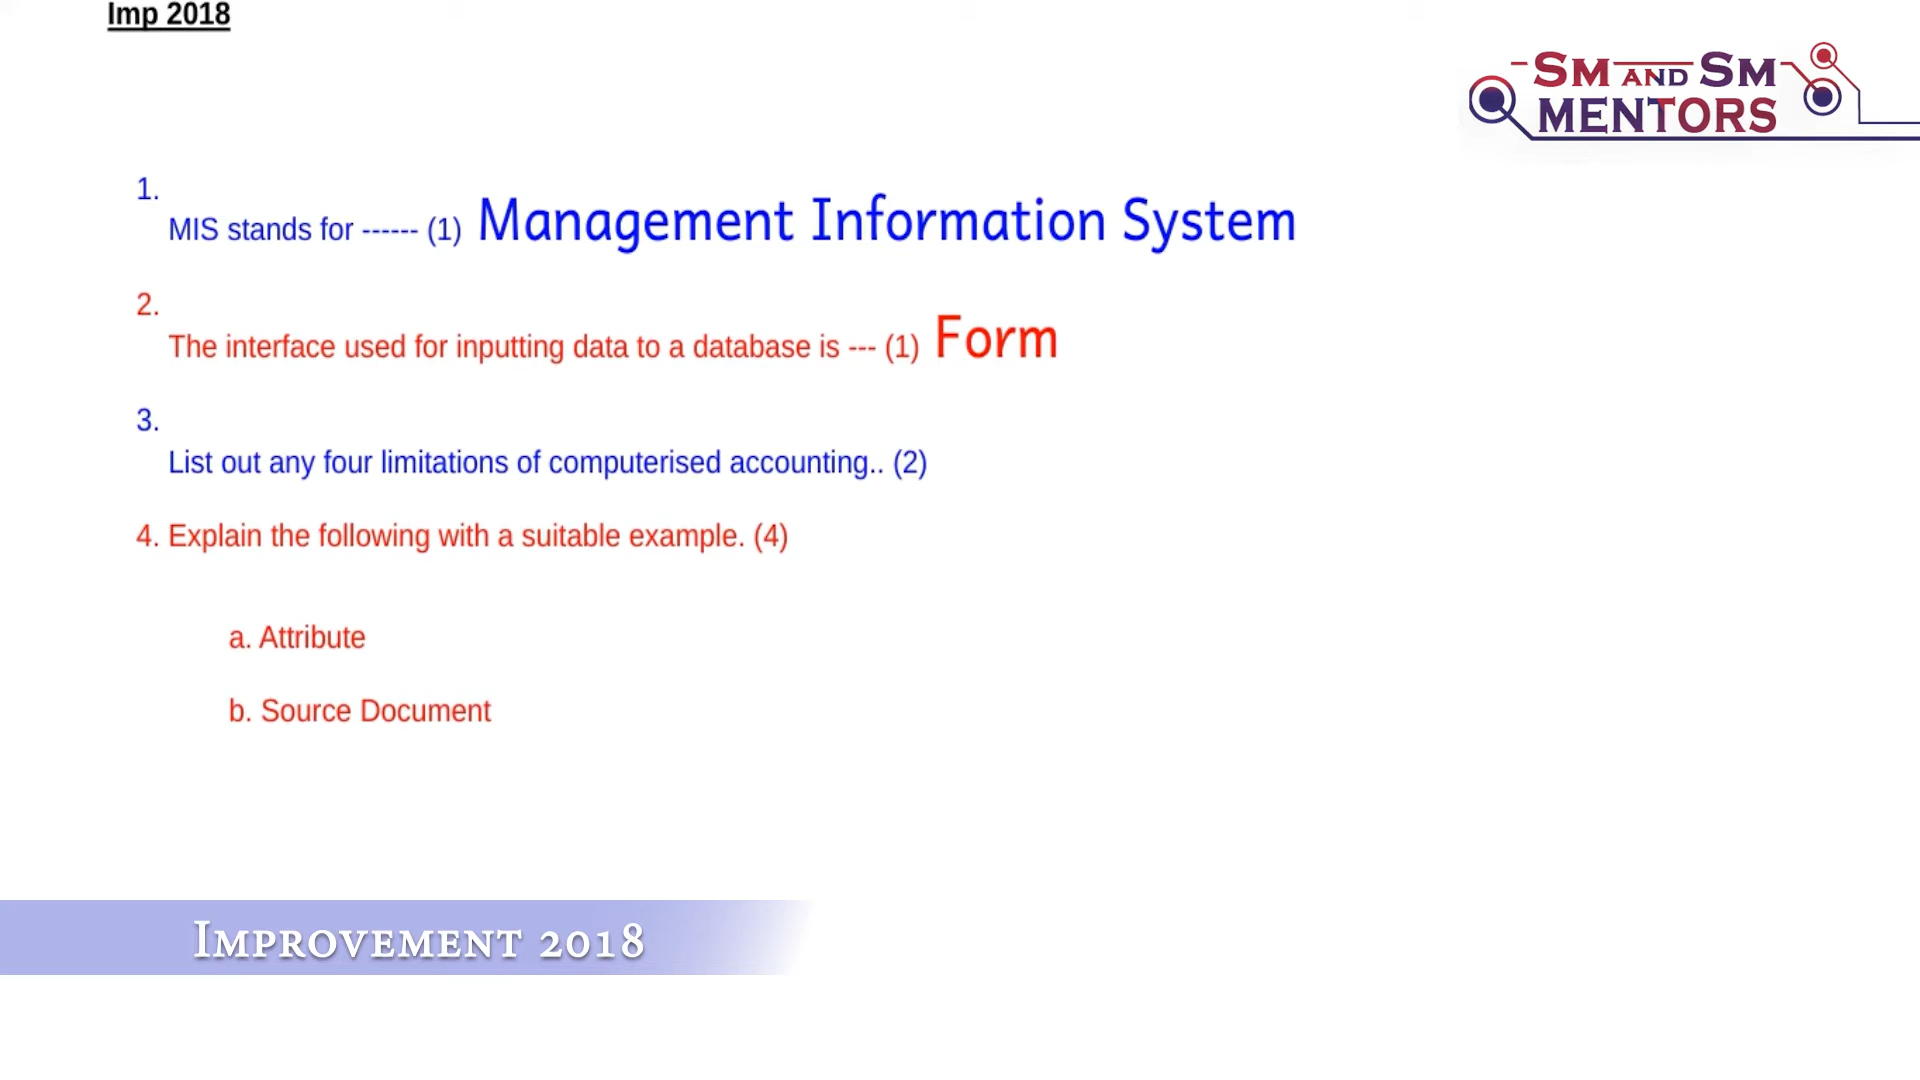 Imp 2018
SM AND SM
MENTORS
1.
MIS stands for ------ (1) Management Information System
2.
The interface used for inputting data to a database is --- (1) Form
3.
List out any four limitations of computerised accounting.. (2)
4. Explain the following with a suitable example. (4)
a. Attribute
b. Source Document
IMPROVEMENT 2018